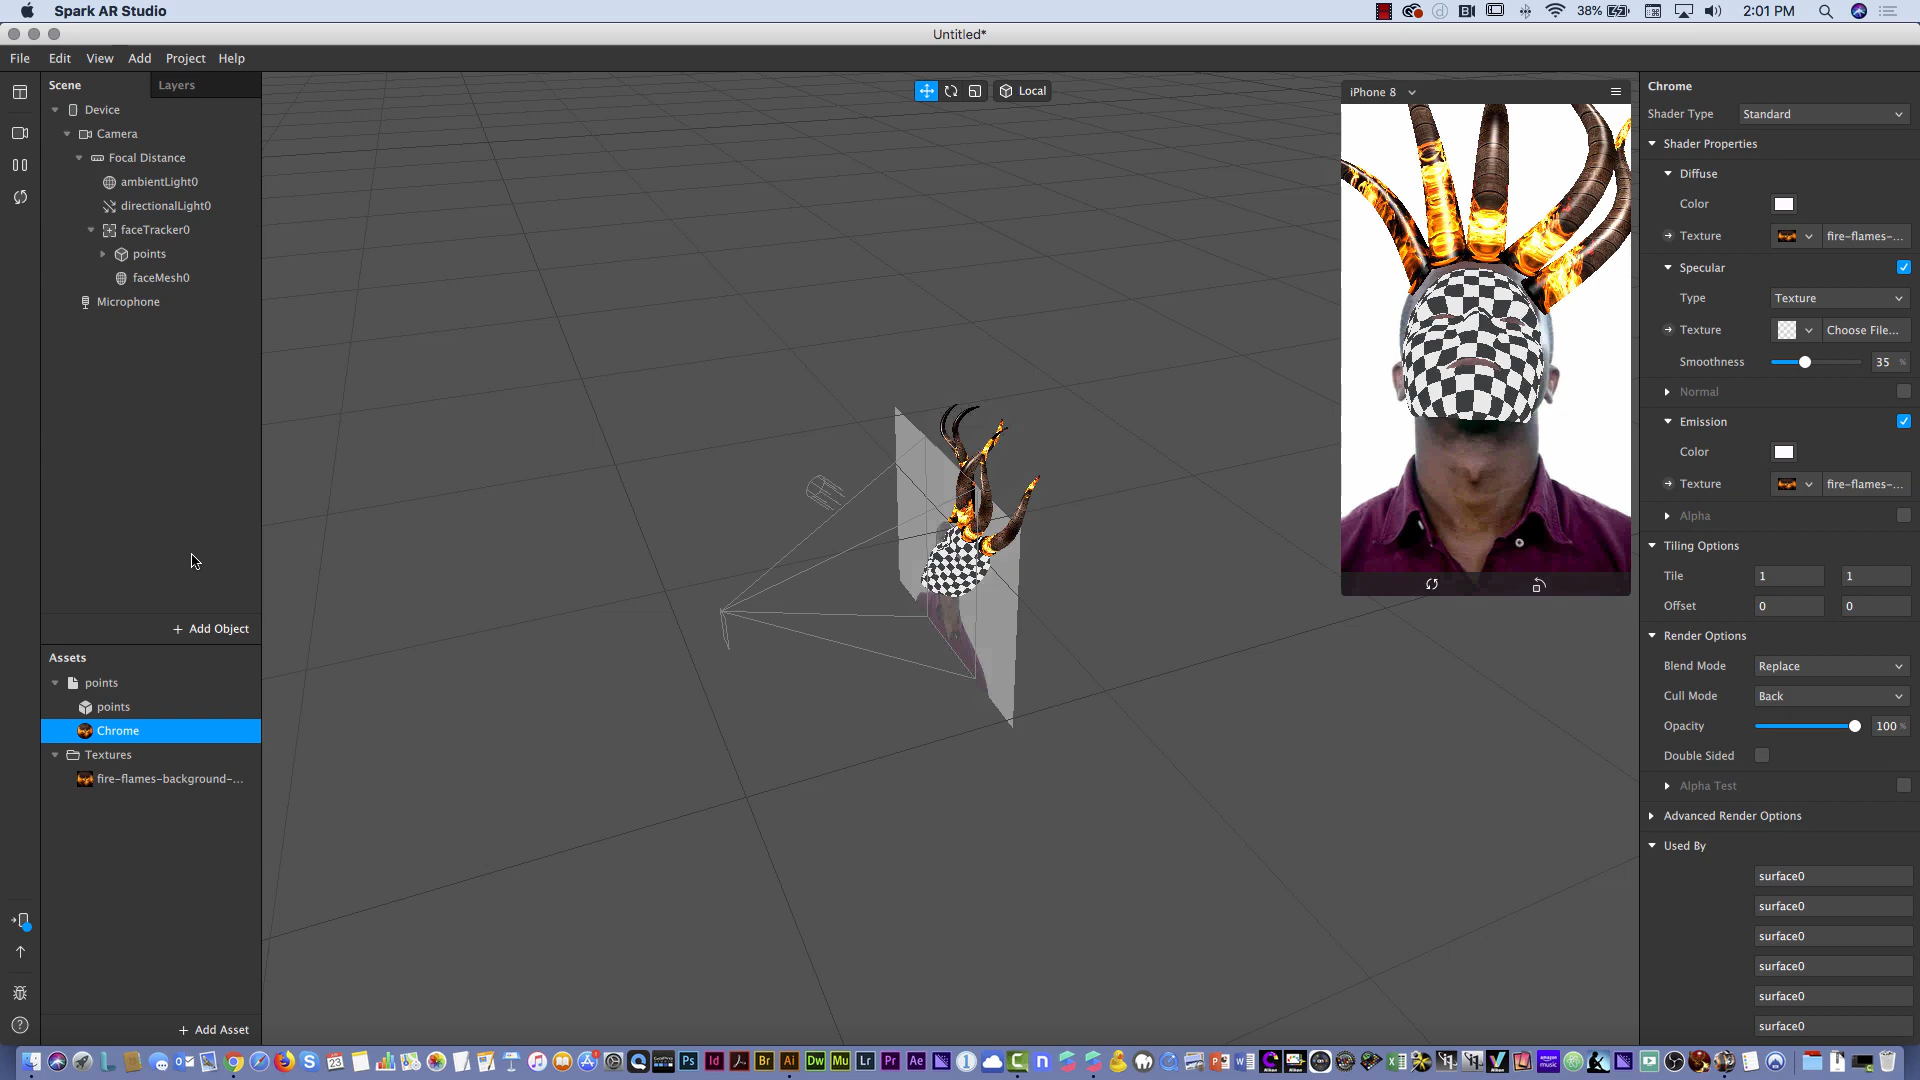 Spark AR Studio
38%
2:01 PM
Untitled*
File Edit View Add Project Help
Scene Layers
Device
Camera
Focal Distance
ambientLight0
directionalLight0
faceTracker0
points
faceMesh0
Microphone
+ Add Object
Assets
points
points
Chrome
Textures
fire-flames-background-...
+ Add Asset
Local
iPhone 8
Chrome
Shader Type Standard
Shader Properties
Diffuse
Color
Texture fire-flames-...
Specular
Type Texture
Texture Choose File...
Smoothness 35 %
Normal
Emission
Color
Texture fire-flames-...
Alpha
Tiling Options
Tile 1 1
Offset 0 0
Render Options
Blend Mode Replace
Cull Mode Back
Opacity 100 %
Double Sided
Alpha Test
Advanced Render Options
Used By
surface0
surface0
surface0
surface0
surface0
surface0